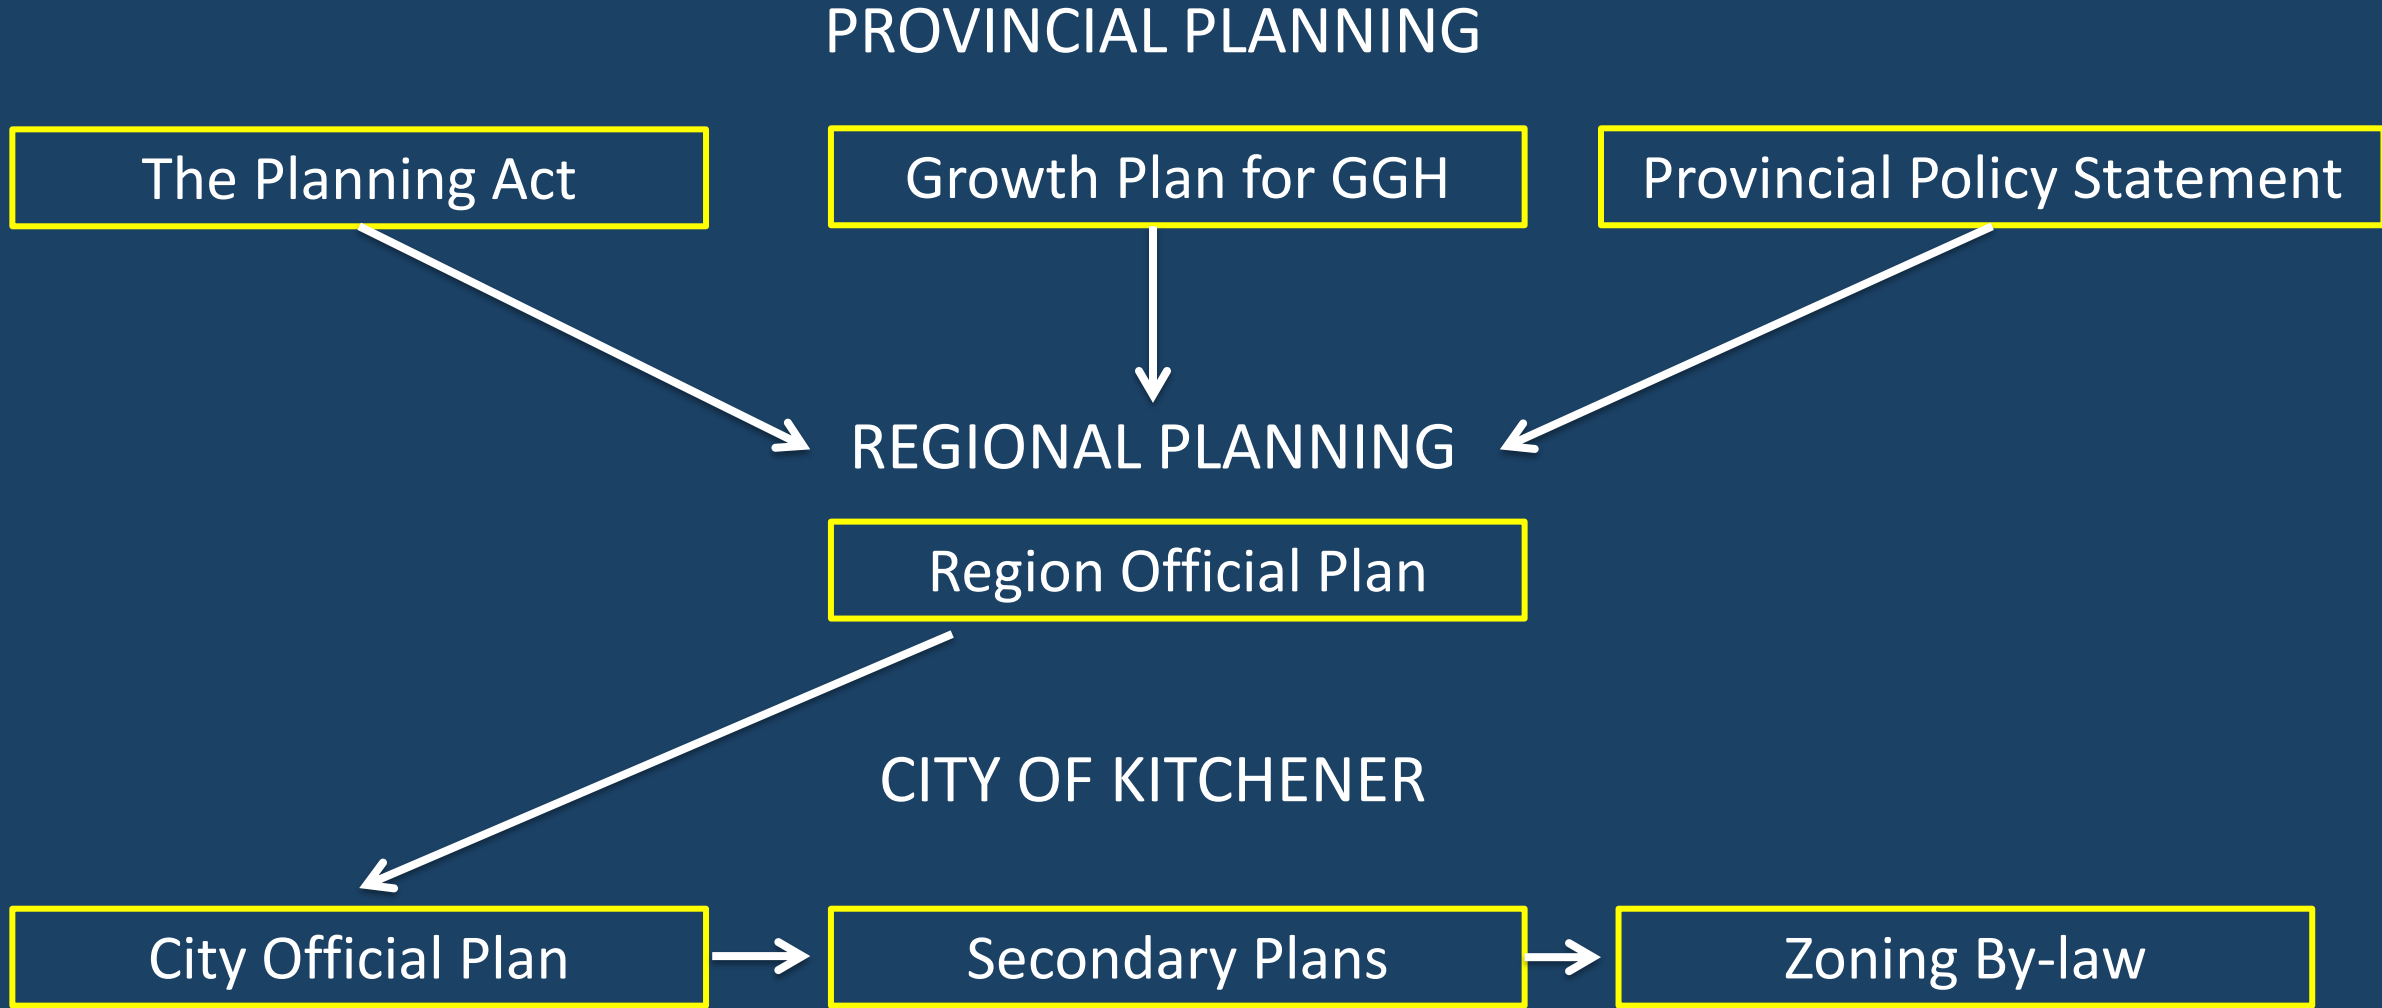 PROVINCIAL PLANNING
The Planning Act
Growth Plan for GGH
Provincial Policy Statement
REGIONAL PLANNING
Region Official Plan
CITY OF KITCHENER
City Official Plan
Secondary Plans
Zoning By-law